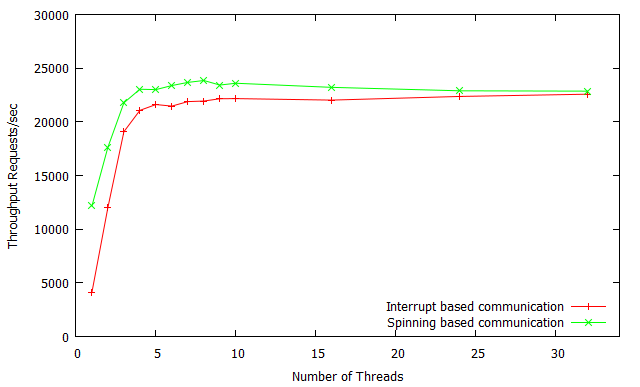 30000
25000
20000
15000
10000
5000
0
Throughput Requests/sec
Interrupt based communication
Spinning based communication
0 5 10 15 20 25 30
Number of Threads